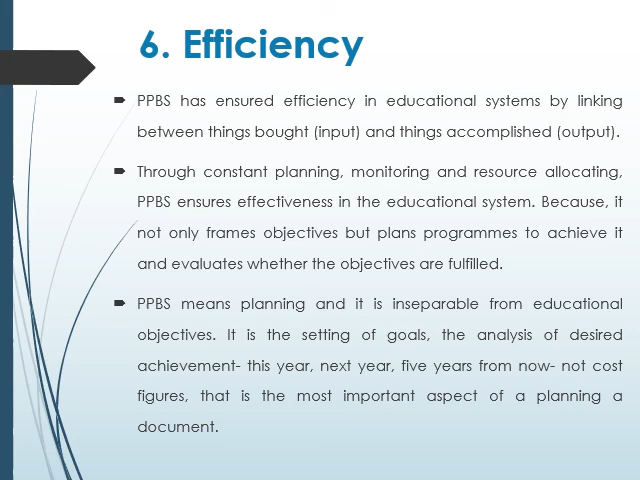 6. Efficiency
PPBS has ensured efficiency in educational systems by linking
between things bought (input) and things accomplished (output).
Through constant planning, monitoring and resource allocating,
PPBS ensures effectiveness in the educational system. Because, it
not only frames objectives but plans programmes to achieve it
and evaluates whether the objectives are fulfilled.
PPBS means planning and it is inseparable from educational
objectives. It is the setting of goals, the analysis of desired
achievement- this year, next year, five years from now- not cost
figures, that is the most important aspect of a planning a
document.